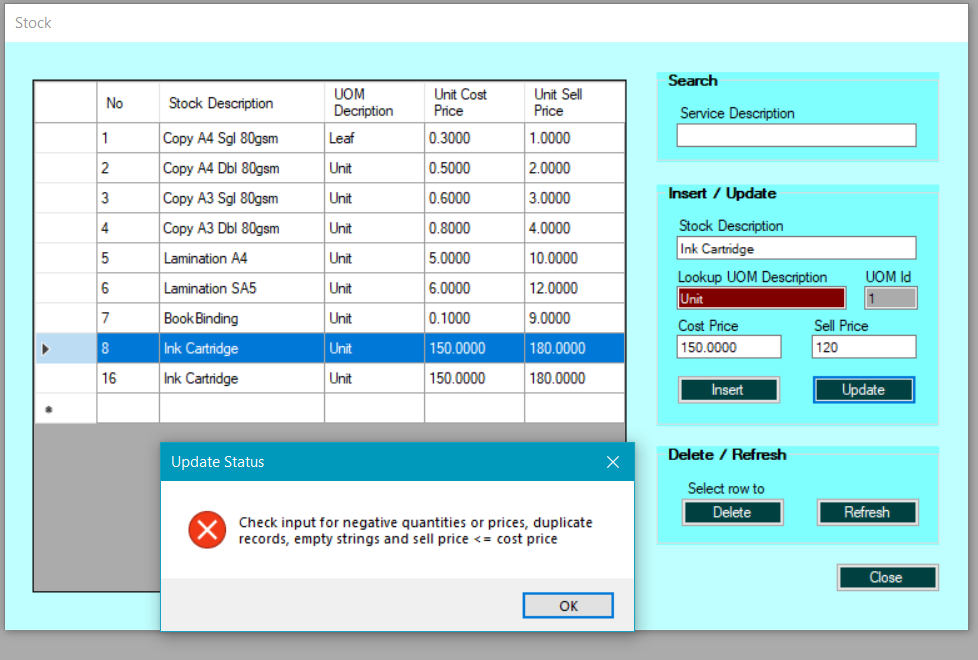 Stock
No Stock Description UOM Decription Unit Cost Price Unit Sell Price
1 Copy A4 Sgl 80gsm Leaf 0.3000 1.0000
2 Copy A4 Dbl 80gsm Unit 0.5000 2.0000
3 Copy A3 Sgl 80gsm Unit 0.6000 3.0000
4 Copy A3 Dbl 80gsm Unit 0.8000 4.0000
5 Lamination A4 Unit 5.0000 10.0000
6 Lamination SA5 Unit 6.0000 12.0000
7 Book Binding Unit 0.1000 9.0000
8 Ink Cartridge Unit 150.0000 180.0000
16 Ink Cartridge Unit 150.0000 180.0000
Search
Service Description
Insert / Update
Stock Description
Ink Cartridge
Lookup UOM Description UOM Id
Unit 1
Cost Price Sell Price
150.0000 120
Insert Update
Delete / Refresh
Select row to
Delete Refresh
Close
Update Status
Check input for negative quantities or prices, duplicate
records, empty strings and sell price <= cost price
OK